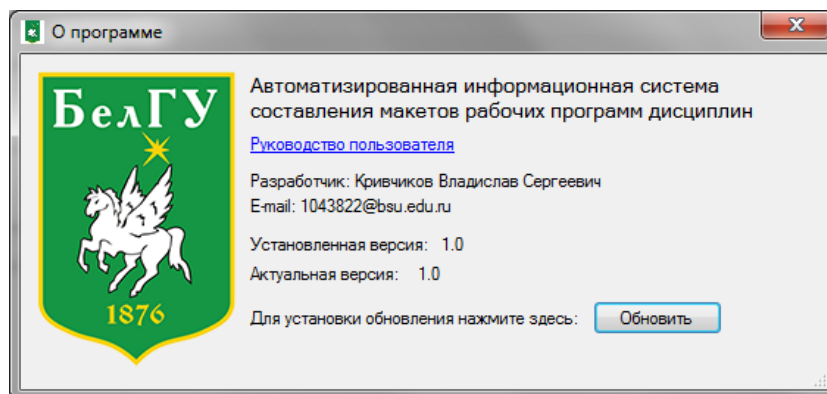 О программе
БелГУ
1876
Автоматизированная информационная система
составления макетов рабочих программ дисциплин
Руководство пользователя
Разработчик: Кривчиков Владислав Сергеевич
E-mail: 1043822@bsu.edu.ru
Установленная версия: 1.0
Актуальная версия: 1.0
Для установки обновления нажмите здесь: Обновить